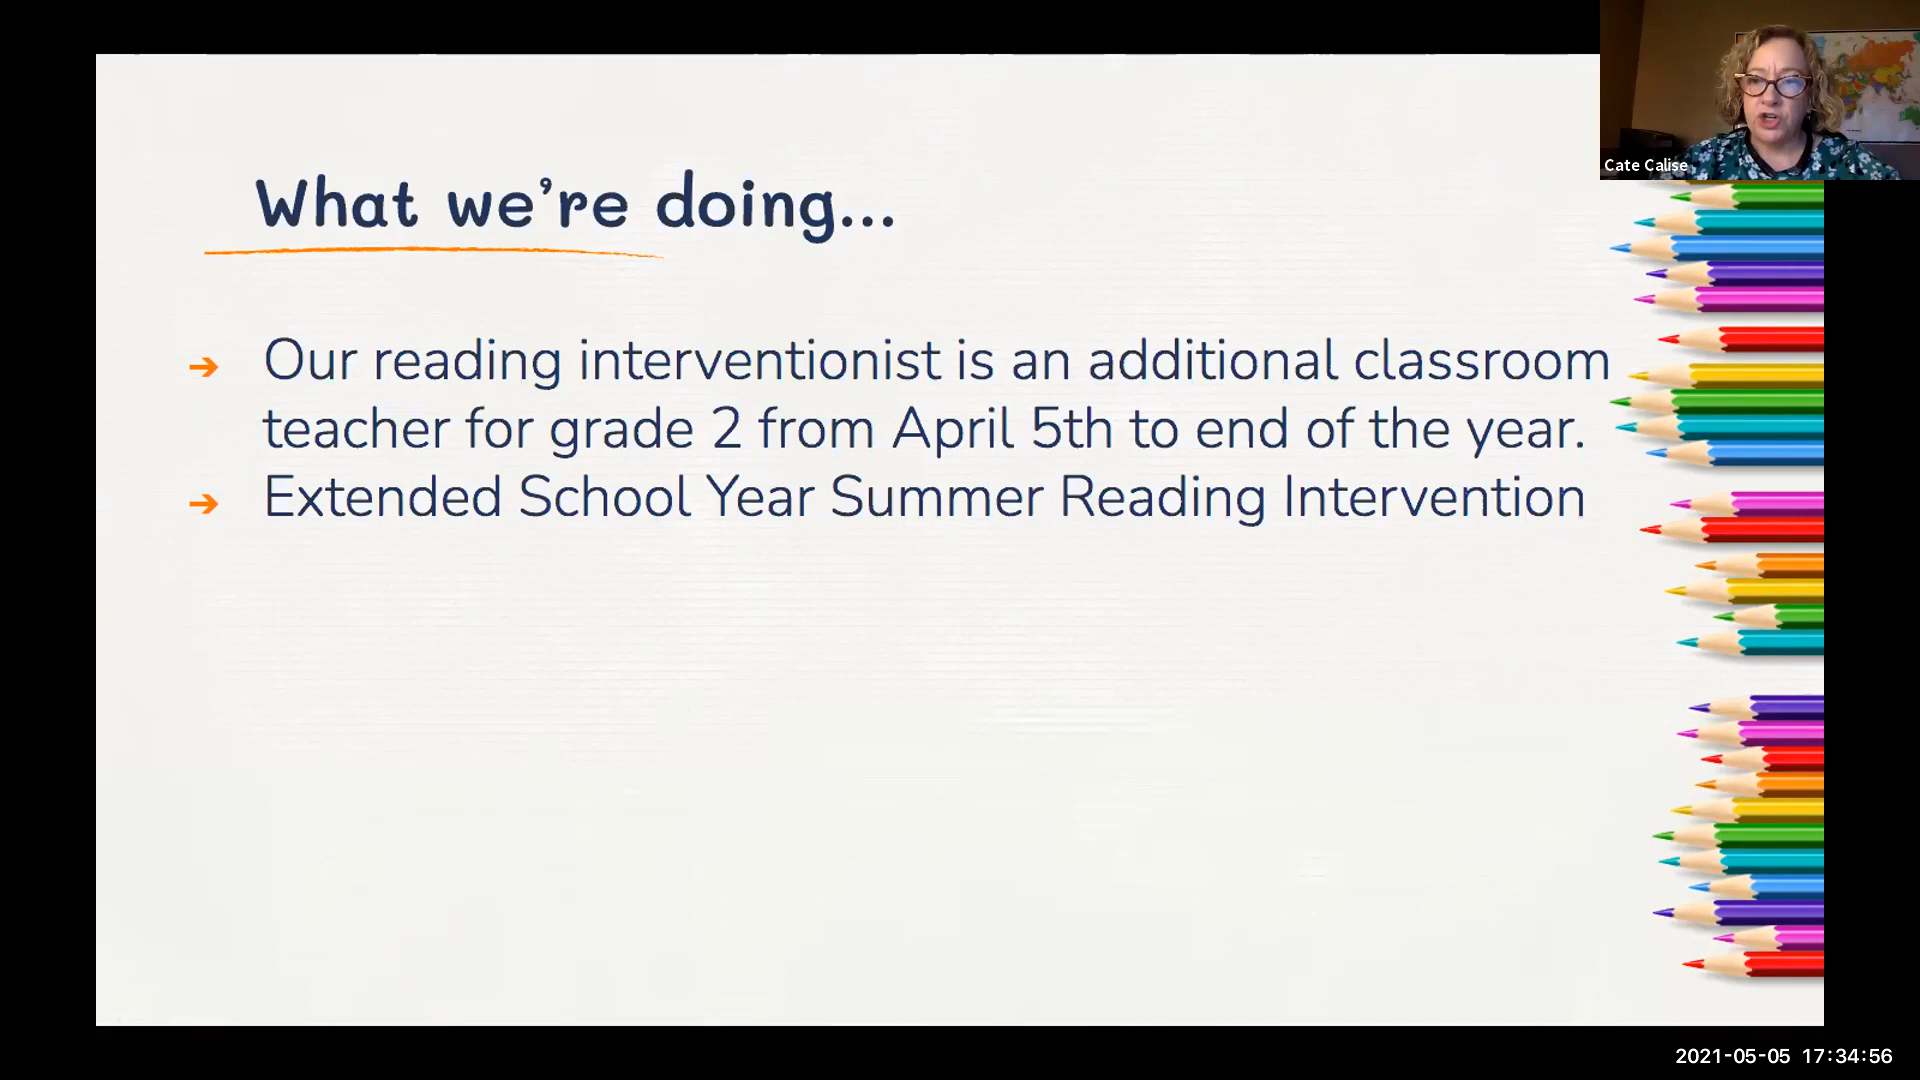 Cate Calise
What we’re doing...
➔ Our reading interventionist is an additional classroom
teacher for grade 2 from April 5th to end of the year.
➔ Extended School Year Summer Reading Intervention
2021-05-05 17:34:56